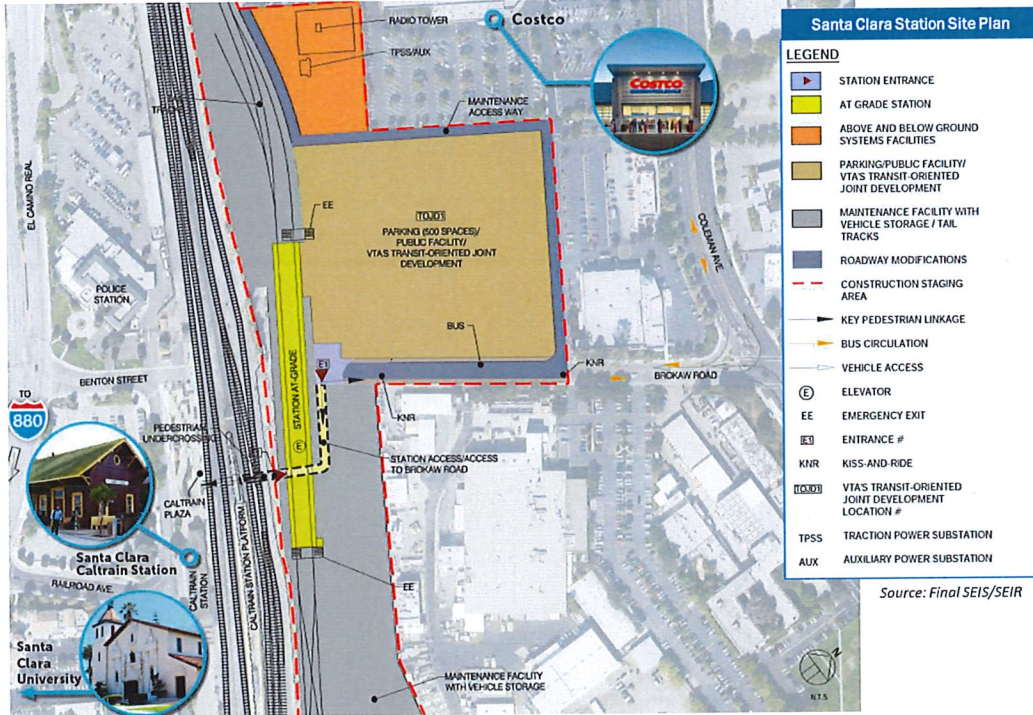 RADIO TOWER
TPSS/AUX
Costco
COSTCO
MAINTENANCE
ACCESS WAY
EE
TOJD1
PARKING (500 SPACES)/
PUBLIC FACILITY/
VTA'S TRANSIT-ORIENTED JOINT
DEVELOPMENT
EL CAMINO REAL
COLEMAN AVE.
POLICE
STATION
BUS
KNR
BROKAW ROAD
E1
KNR
BENTON STREET
STATION AT-GRADE
E
TO
880
PEDESTRIAN
UNDERCROSSING
STATION ACCESS/ACCESS
TO BROKAW ROAD
CALTRAIN
PLAZA
Santa Clara
Caltrain Station
CALTRAIN
STATION
CALTRAIN STATION PLATFORM
EE
RAILROAD AVE.
Santa
Clara
University
MAINTENANCE FACILITY
WITH VEHICLE STORAGE
N
N.T.S
Santa Clara Station Site Plan
LEGEND
STATION ENTRANCE
AT GRADE STATION
ABOVE AND BELOW GROUND
SYSTEMS FACILITIES
PARKING/PUBLIC FACILITY/
VTA'S TRANSIT-ORIENTED
JOINT DEVELOPMENT
MAINTENANCE FACILITY WITH
VEHICLE STORAGE / TAIL
TRACKS
ROADWAY MODIFICATIONS
CONSTRUCTION STAGING
AREA
KEY PEDESTRIAN LINKAGE
BUS CIRCULATION
VEHICLE ACCESS
E ELEVATOR
EE EMERGENCY EXIT
E1 ENTRANCE #
KNR KISS-AND-RIDE
TOJD1 VTA'S TRANSIT-ORIENTED
JOINT DEVELOPMENT
LOCATION #
TPSS TRACTION POWER SUBSTATION
AUX AUXILIARY POWER SUBSTATION
Source: Final SEIS/SEIR